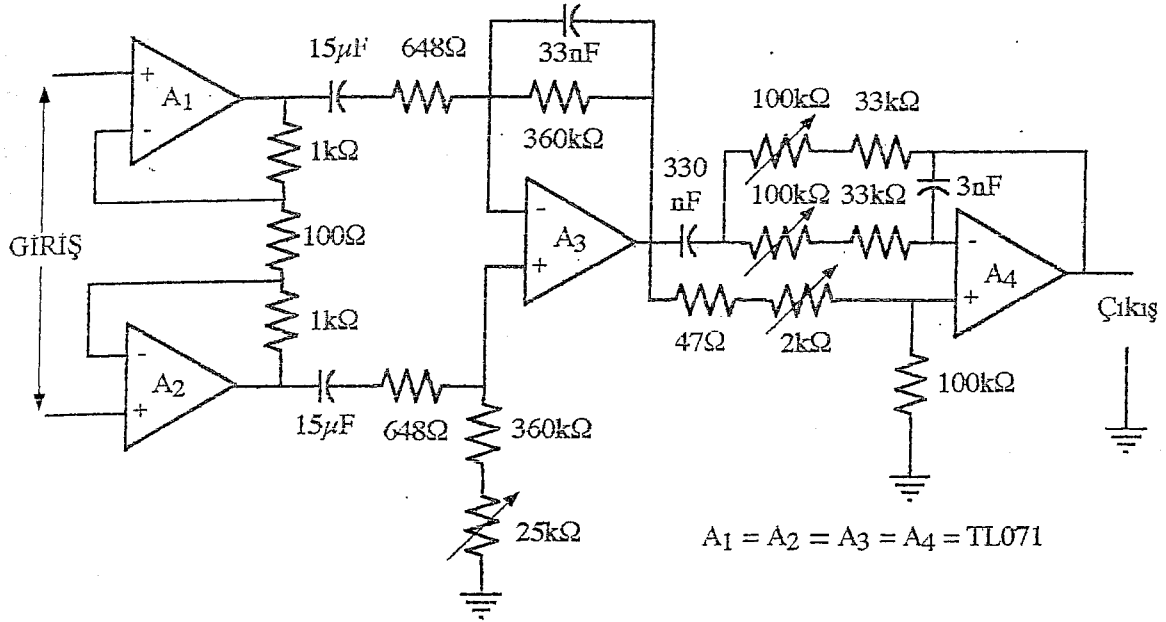 15µF
648Ω
33nF
360kΩ
+
A1
-
1kΩ
GİRİŞ
100Ω
1kΩ
-
A2
+
15µF
648Ω
360kΩ
25kΩ
-
A3
+
330
nF
100kΩ
33kΩ
100kΩ
33kΩ
3nF
-
A4
+
47Ω
2kΩ
100kΩ
Çıkış
A1 = A2 = A3 = A4 = TL071